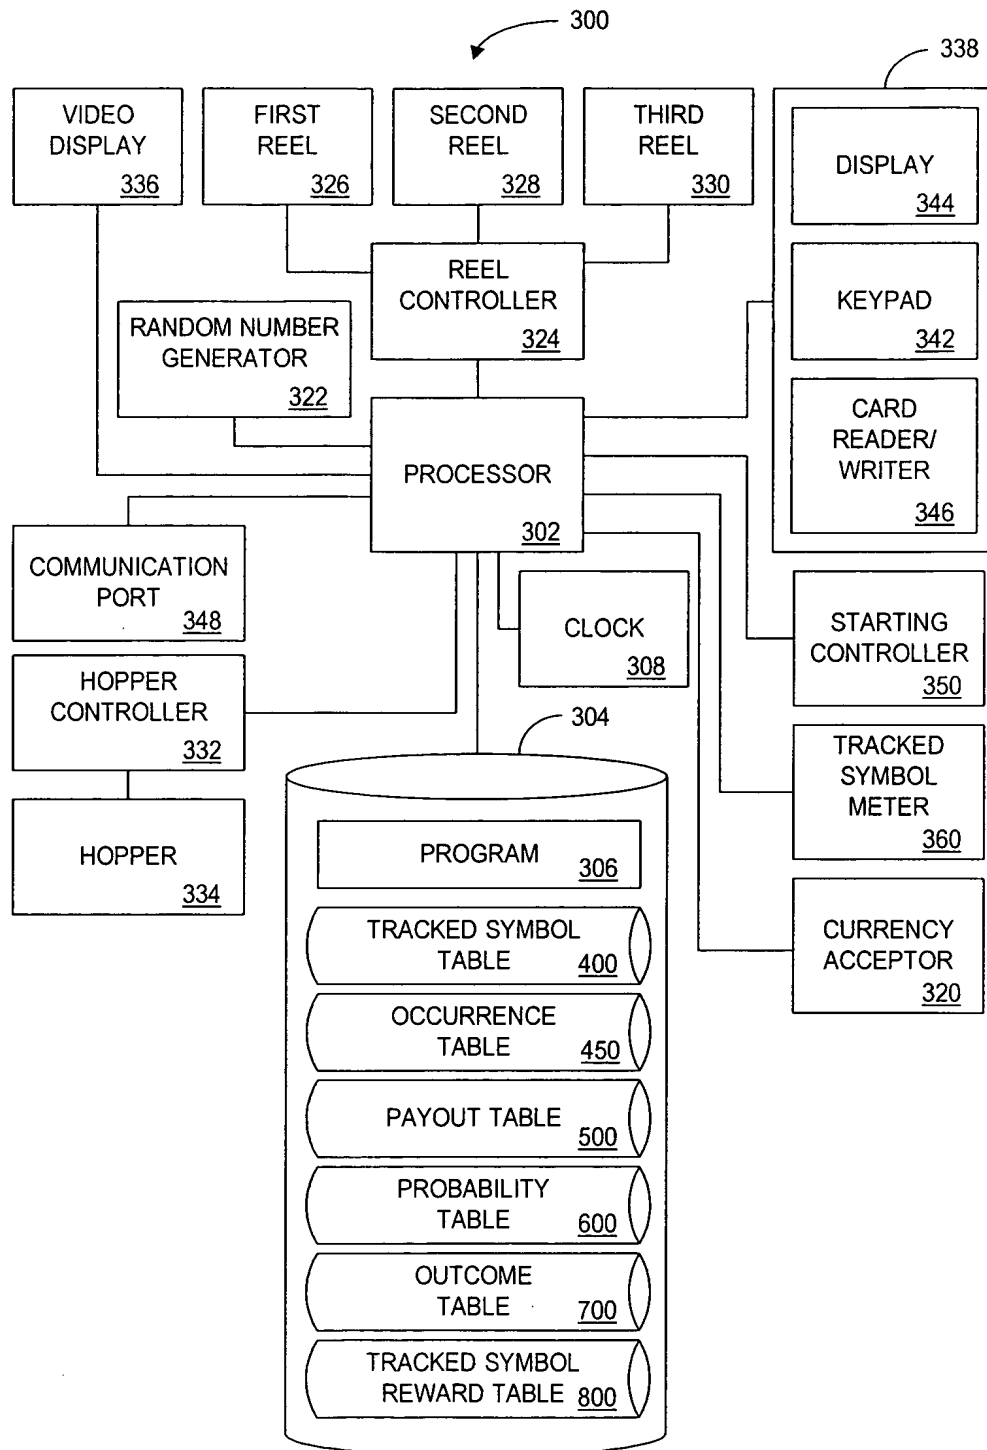 300
338
VIDEO
DISPLAY
336
FIRST
REEL
326
SECOND
REEL
328
THIRD
REEL
330
DISPLAY
344
KEYPAD
342
CARD
READER/
WRITER
346
REEL
CONTROLLER
324
RANDOM NUMBER
GENERATOR
322
PROCESSOR
302
COMMUNICATION
PORT
348
CLOCK
308
STARTING
CONTROLLER
350
HOPPER
CONTROLLER
332
304
TRACKED
SYMBOL
METER
360
HOPPER
334
PROGRAM
306
CURRENCY
ACCEPTOR
320
TRACKED SYMBOL
TABLE
400
OCCURRENCE
TABLE
450
PAYOUT TABLE
500
PROBABILITY
TABLE
600
OUTCOME
TABLE
700
TRACKED SYMBOL
REWARD TABLE
800